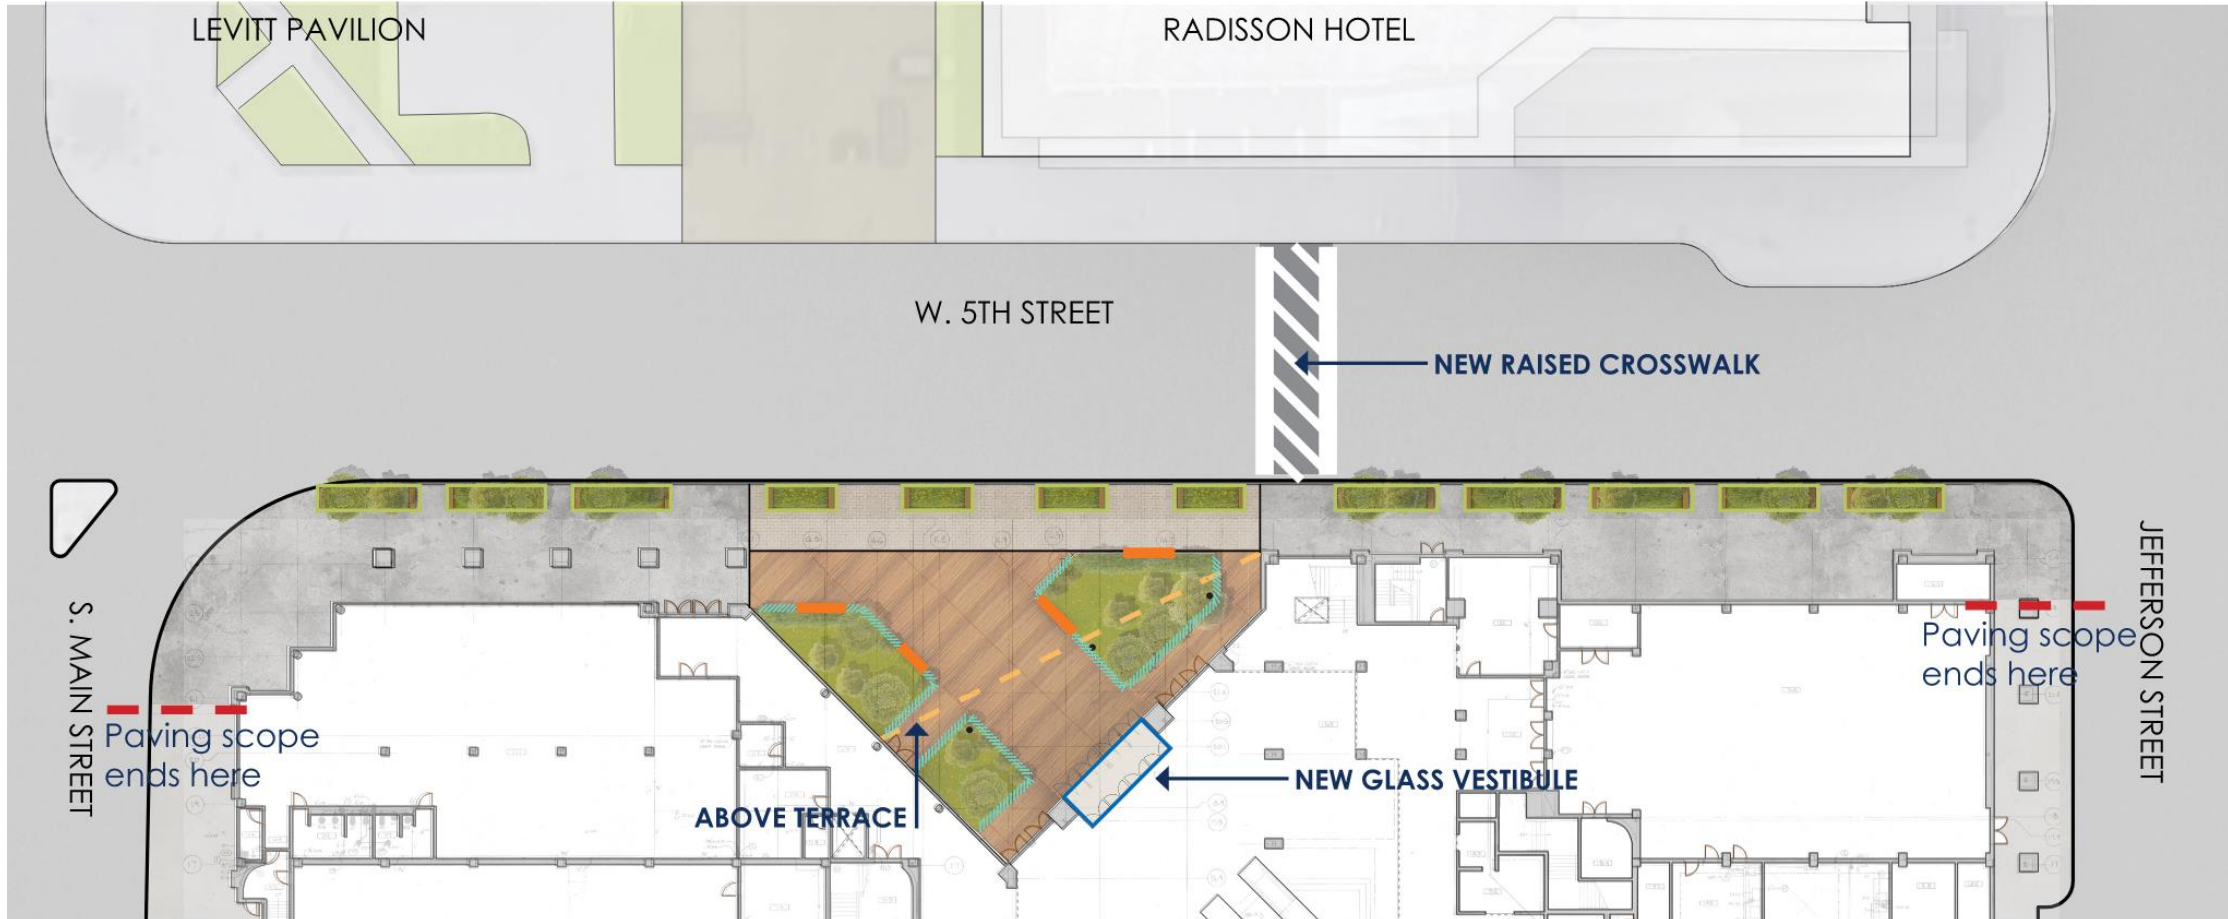 LEVITT PAVILION
RADISSON HOTEL
W. 5TH STREET
NEW RAISED CROSSWALK
S. MAIN STREET
JEFFERSON STREET
Paving scope
ends here
Paving scope
ends here
ABOVE TERRACE
NEW GLASS VESTIBULE